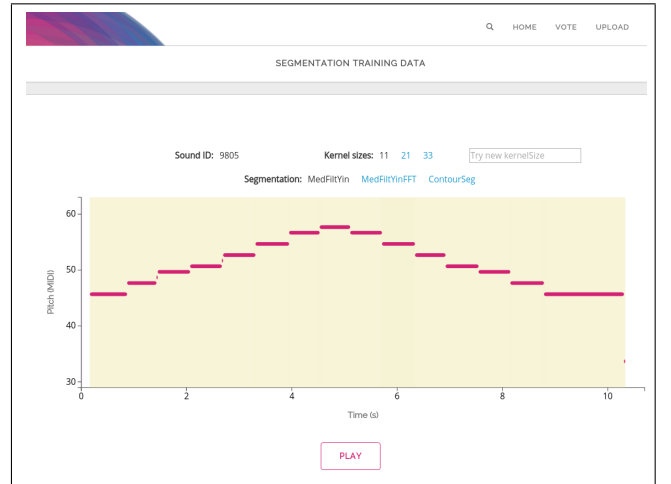 HOME VOTE UPLOAD
SEGMENTATION TRAINING DATA
Sound ID: 9805 Kernel sizes: 11 21 33 Try new kernelSize
Segmentation: MedFiltYin MedFiltYinFFT ContourSeg
60
50
Pitch (MIDI)
40
30
0 2 4 6 8 10
Time (s)
PLAY